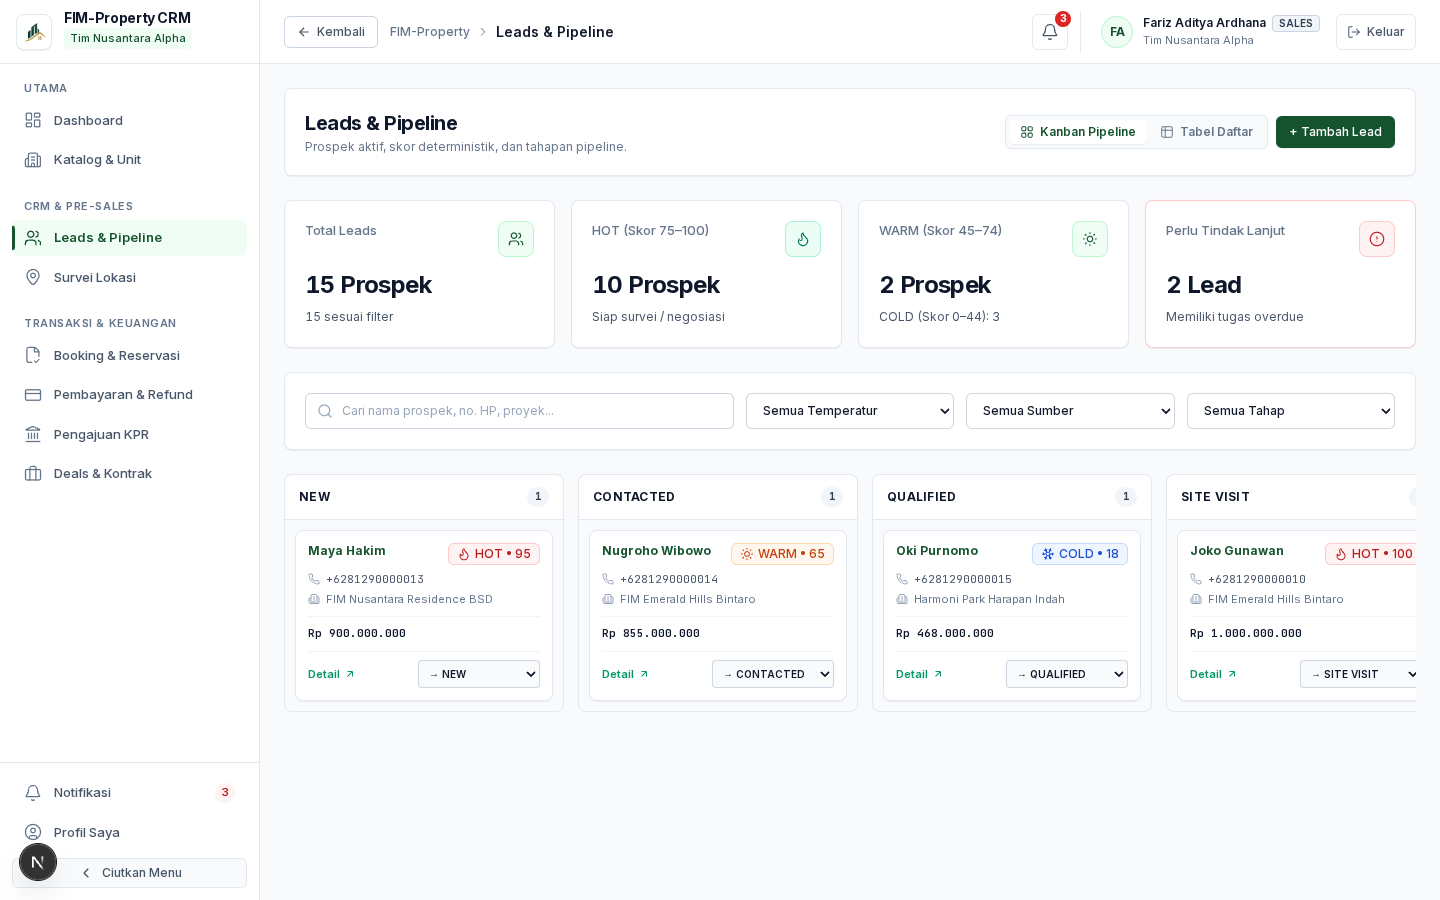 FIM-Property CRM
Tim Nusantara Alpha
Kembali
FIM-Property
Leads & Pipeline
3
FA
Fariz Aditya Ardhana
SALES
Tim Nusantara Alpha
Keluar
UTAMA
Dashboard
Katalog & Unit
CRM & PRE-SALES
Leads & Pipeline
Survei Lokasi
TRANSAKSI & KEUANGAN
Booking & Reservasi
Pembayaran & Refund
Pengajuan KPR
Deals & Kontrak
Notifikasi
3
Profil Saya
N
Ciutkan Menu
Leads & Pipeline
Prospek aktif, skor deterministik, dan tahapan pipeline.
Kanban Pipeline
Tabel Daftar
+ Tambah Lead
Total Leads
15 Prospek
15 sesuai filter
HOT (Skor 75–100)
10 Prospek
Siap survei / negosiasi
WARM (Skor 45–74)
2 Prospek
COLD (Skor 0–44): 3
Perlu Tindak Lanjut
2 Lead
Memiliki tugas overdue
Cari nama prospek, no. HP, proyek...
Semua Temperatur
Semua Sumber
Semua Tahap
NEW
1
Maya Hakim
HOT • 95
+6281290000013
FIM Nusantara Residence BSD
Rp 900.000.000
Detail ↗
→ NEW
CONTACTED
1
Nugroho Wibowo
WARM • 65
+6281290000014
FIM Emerald Hills Bintaro
Rp 855.000.000
Detail ↗
→ CONTACTED
QUALIFIED
1
Oki Purnomo
COLD • 18
+6281290000015
Harmoni Park Harapan Indah
Rp 468.000.000
Detail ↗
→ QUALIFIED
SITE VISIT
Joko Gunawan
HOT • 100
+6281290000010
FIM Emerald Hills Bintaro
Rp 1.000.000.000
Detail ↗
→ SITE VISIT